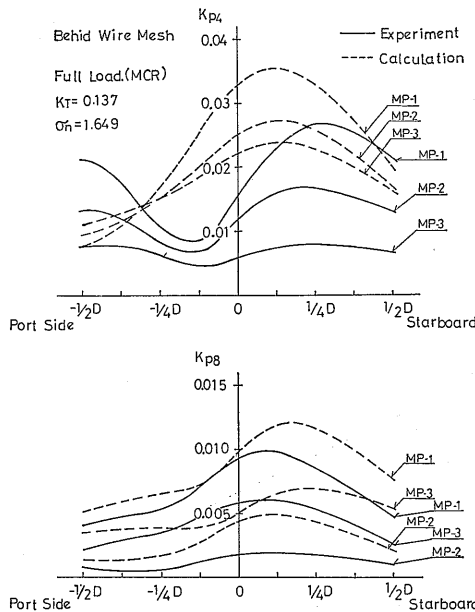 Behid Wire Mesh
Full Load.(MCR)
KT= 0.137
σn=1.649
Kp4
0.04
0.03
0.02
0.01
Experiment
Calculation
MP-1
MP-2
MP-3
MP-1
MP-2
MP-3
-1/2D
-1/4D
0
1/4D
1/2D
Port Side
Starboard
Kp8
0.015
0.010
0.005
MP-1
MP-3
MP-1
MP-2
MP-3
MP-2
-1/2D
-1/4D
0
1/4D
1/2D
Port Side
Starboard